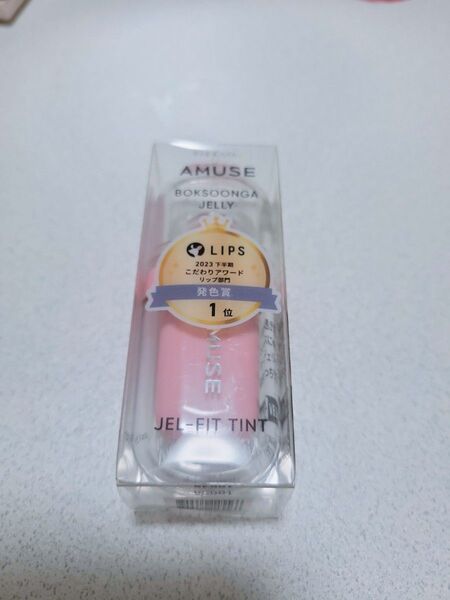 AMUSE
BOKSOONGA
JELLY
LIPS
2023 下半期
こだわりアワード
リップ部門
発色賞
1位
MUSE
JEL-FIT TINT